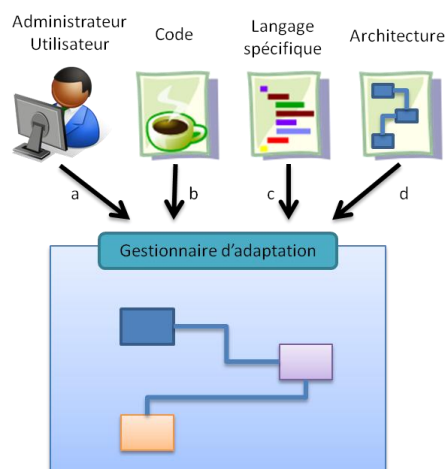 Administrateur
Utilisateur
Code
Langage
spécifique
Architecture
a
b
c
d
Gestionnaire d'adaptation